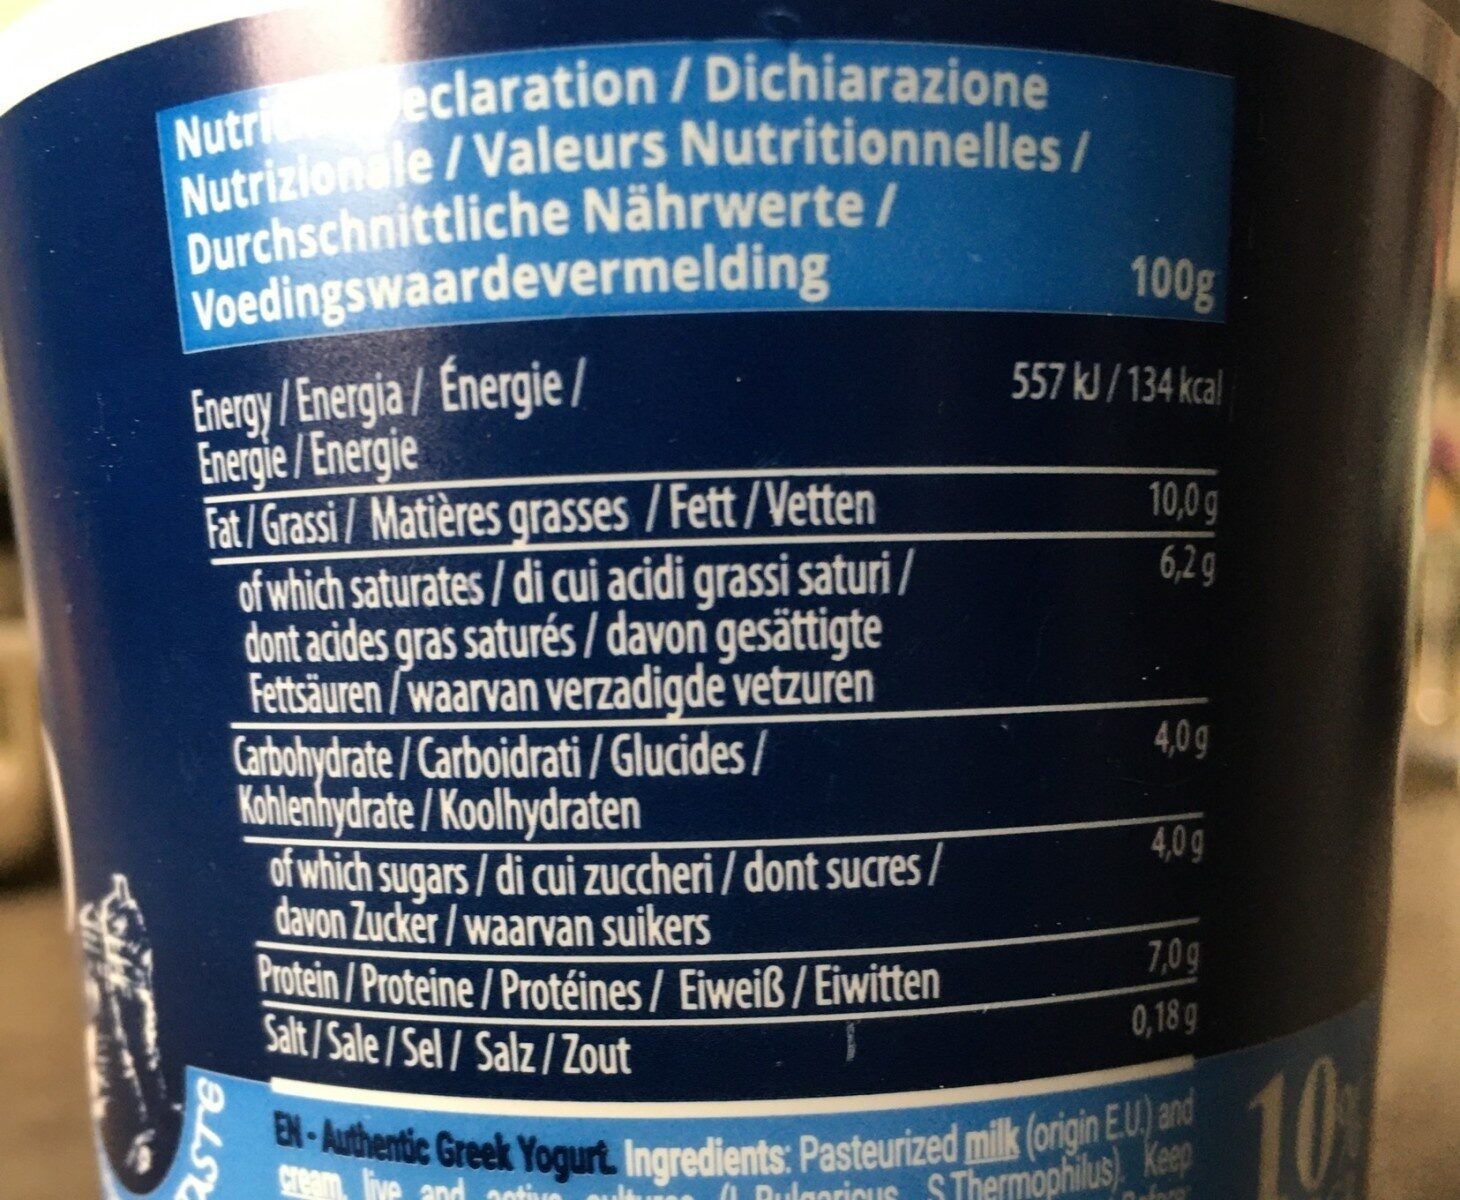 Declaration / Dichiarazione
Nutrizionale / Valeurs Nutritionnelles /
Durchschnittliche Nährwerte /
Voedingswaardevermelding 100g
Energy / Energia / Énergie / 557 kJ / 134 kcal
Energie / Energie
Fat / Grassi / Matières grasses / Fett / Vetten 10,0 g
of which saturates / di cui acidi grassi saturi / 6,2 g
dont acides gras saturés / davon gesättigte
Fettsäuren / waarvan verzadigde vetzuren
Carbohydrate / Carboidrati / Glucides / 4,0 g
Kohlenhydrate / Koolhydraten
of which sugars / di cui zuccheri / dont sucres / 4,0 g
davon Zucker / waarvan suikers
Protein / Proteine / Protéines / Eiweiß / Eiwitten 7,0 g
Salt / Sale / Sel / Salz / Zout 0,18 g
EN - Authentic Greek Yogurt. Ingredients: Pasteurized milk (origin E.U.) and
cream, live and active cultures (L.Bulgaricus, S.Thermophilus). Keep
10%